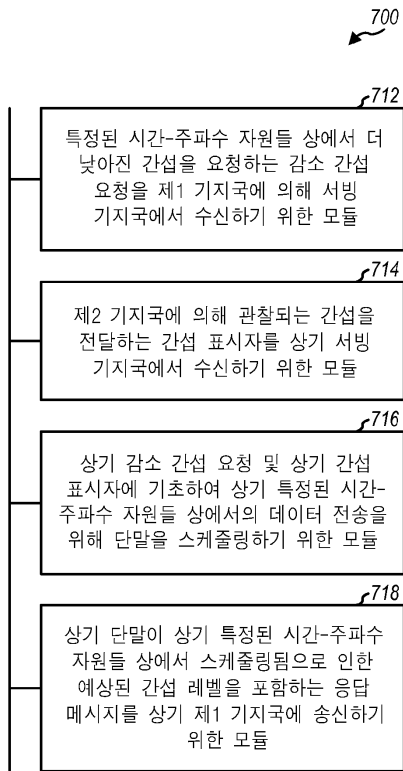 700
712
특정된 시간-주파수 자원들 상에서 더
낮아진 간섭을 요청하는 감소 간섭
요청을 제1 기지국에 의해 서빙
기지국에서 수신하기 위한 모듈
714
제2 기지국에 의해 관찰되는 간섭을
전달하는 간섭 표시자를 상기 서빙
기지국에서 수신하기 위한 모듈
716
상기 감소 간섭 요청 및 상기 간섭
표시자에 기초하여 상기 특정된 시간-
주파수 자원들 상에서의 데이터 전송을
위해 단말을 스케줄링하기 위한 모듈
718
상기 단말이 상기 특정된 시간-주파수
자원들 상에서 스케줄링됨으로 인한
예상된 간섭 레벨을 포함하는 응답
메시지를 상기 제1 기지국에 송신하기
위한 모듈